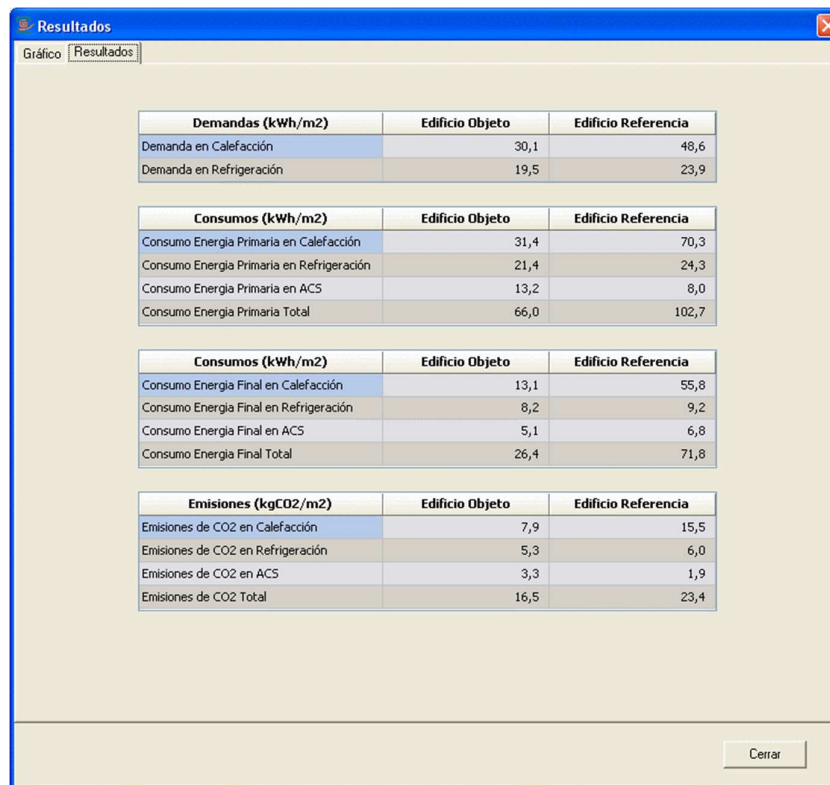 Resultados
Gráfico Resultados
Demandas (kWh/m2) Edificio Objeto Edificio Referencia
Demanda en Calefacción 30,1 48,6
Demanda en Refrigeración 19,5 23,9
Consumos (kWh/m2) Edificio Objeto Edificio Referencia
Consumo Energia Primaria en Calefacción 31,4 70,3
Consumo Energia Primaria en Refrigeración 21,4 24,3
Consumo Energia Primaria en ACS 13,2 8,0
Consumo Energia Primaria Total 66,0 102,7
Consumos (kWh/m2) Edificio Objeto Edificio Referencia
Consumo Energia Final en Calefacción 13,1 55,8
Consumo Energia Final en Refrigeración 8,2 9,2
Consumo Energia Final en ACS 5,1 6,8
Consumo Energia Final Total 26,4 71,8
Emisiones (kgCO2/m2) Edificio Objeto Edificio Referencia
Emisiones de CO2 en Calefacción 7,9 15,5
Emisiones de CO2 en Refrigeración 5,3 6,0
Emisiones de CO2 en ACS 3,3 1,9
Emisiones de CO2 Total 16,5 23,4
Cerrar